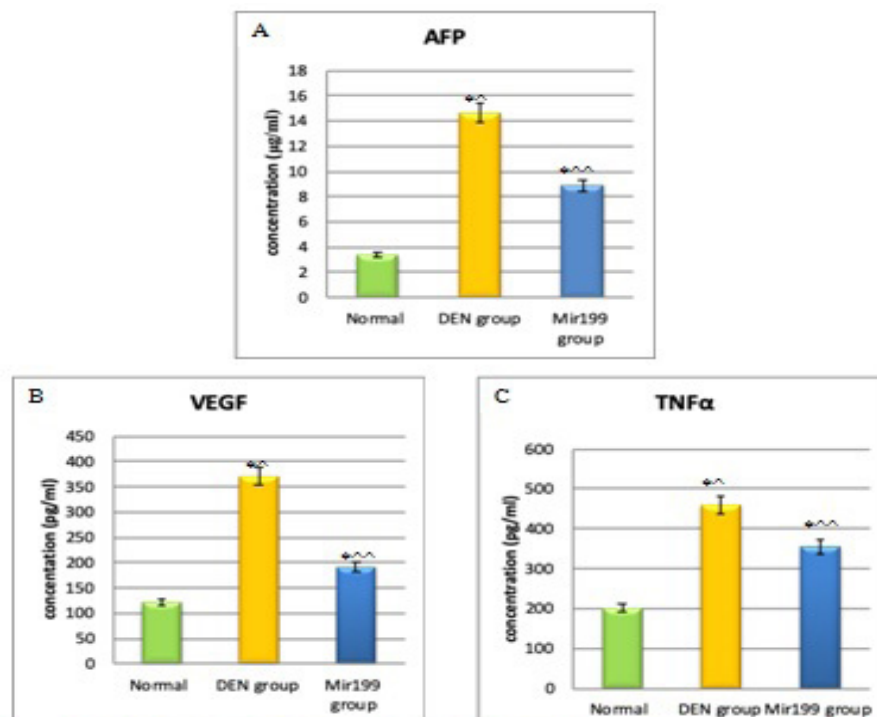 A
AFP
concentration (µg/ml)
18
16
14
12
10
8
6
4
2
0
Normal
DEN group
Mir199
group
B
VEGF
concentation (pg/ml)
450
400
350
300
250
200
150
100
50
0
Normal
DEN group
Mir199
group
C
TNFα
concentration (pg/ml)
600
500
400
300
200
100
0
Normal
DEN group
Mir199 group